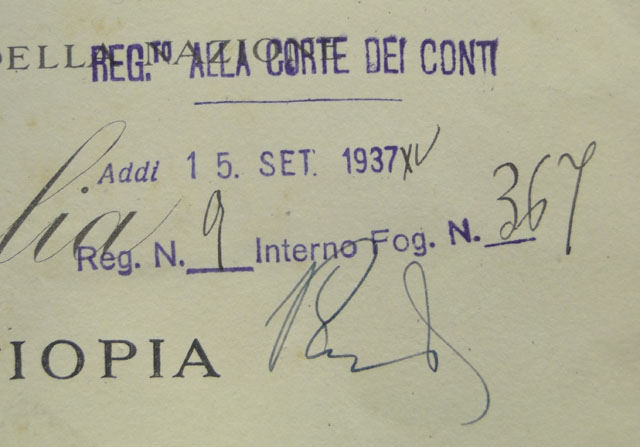 DELLA NAZIONE
REG.TO ALLA CORTE DEI CONTI
Addì 15. SET. 1937 XV
lia
Reg. N. 9 Interno Fog. N. 367
IOPIA